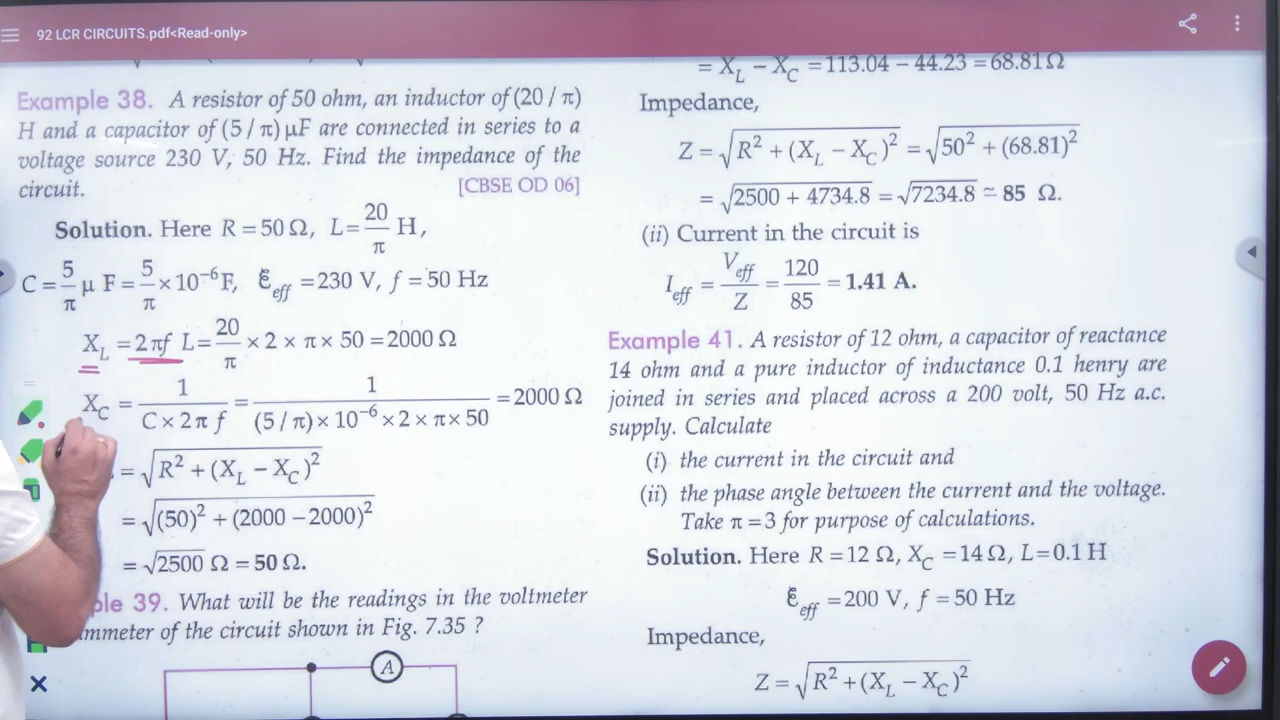 92 LCR CIRCUITS.pdf<Read-only>
Example 38. A resistor of 50 ohm, an inductor of (20 / π)
H and a capacitor of (5 / π) μF are connected in series to a
voltage source 230 V, 50 Hz. Find the impedance of the
circuit. [CBSE OD 06]
Solution. Here R = 50 Ω, L = 20/π H,
C = 5/π μ F = 5/π × 10⁻⁶ F, ℰ_eff = 230 V, f = 50 Hz
X_L = 2 πf L = 20/π × 2 × π × 50 = 2000 Ω
X_C = 1/(C × 2 π f) = 1/((5 / π) × 10⁻⁶ × 2 × π × 50) = 2000 Ω
= √(R² + (X_L − X_C)²)
= √((50)² + (2000 − 2000)²)
= √2500 Ω = 50 Ω.
ple 39. What will be the readings in the voltmeter
mmeter of the circuit shown in Fig. 7.35 ?
A
= X_L − X_C = 113.04 − 44.23 = 68.81 Ω
Impedance,
Z = √(R² + (X_L − X_C)²) = √(50² + (68.81)²)
= √(2500 + 4734.8) = √7234.8 ≃ 85 Ω.
(ii) Current in the circuit is
I_eff = V_eff/Z = 120/85 = 1.41 A.
Example 41. A resistor of 12 ohm, a capacitor of reactance
14 ohm and a pure inductor of inductance 0.1 henry are
joined in series and placed across a 200 volt, 50 Hz a.c.
supply. Calculate
(i) the current in the circuit and
(ii) the phase angle between the current and the voltage.
Take π = 3 for purpose of calculations.
Solution. Here R = 12 Ω, X_C = 14 Ω, L = 0.1 H
ℰ_eff = 200 V, f = 50 Hz
Impedance,
Z = √(R² + (X_L − X_C)²)